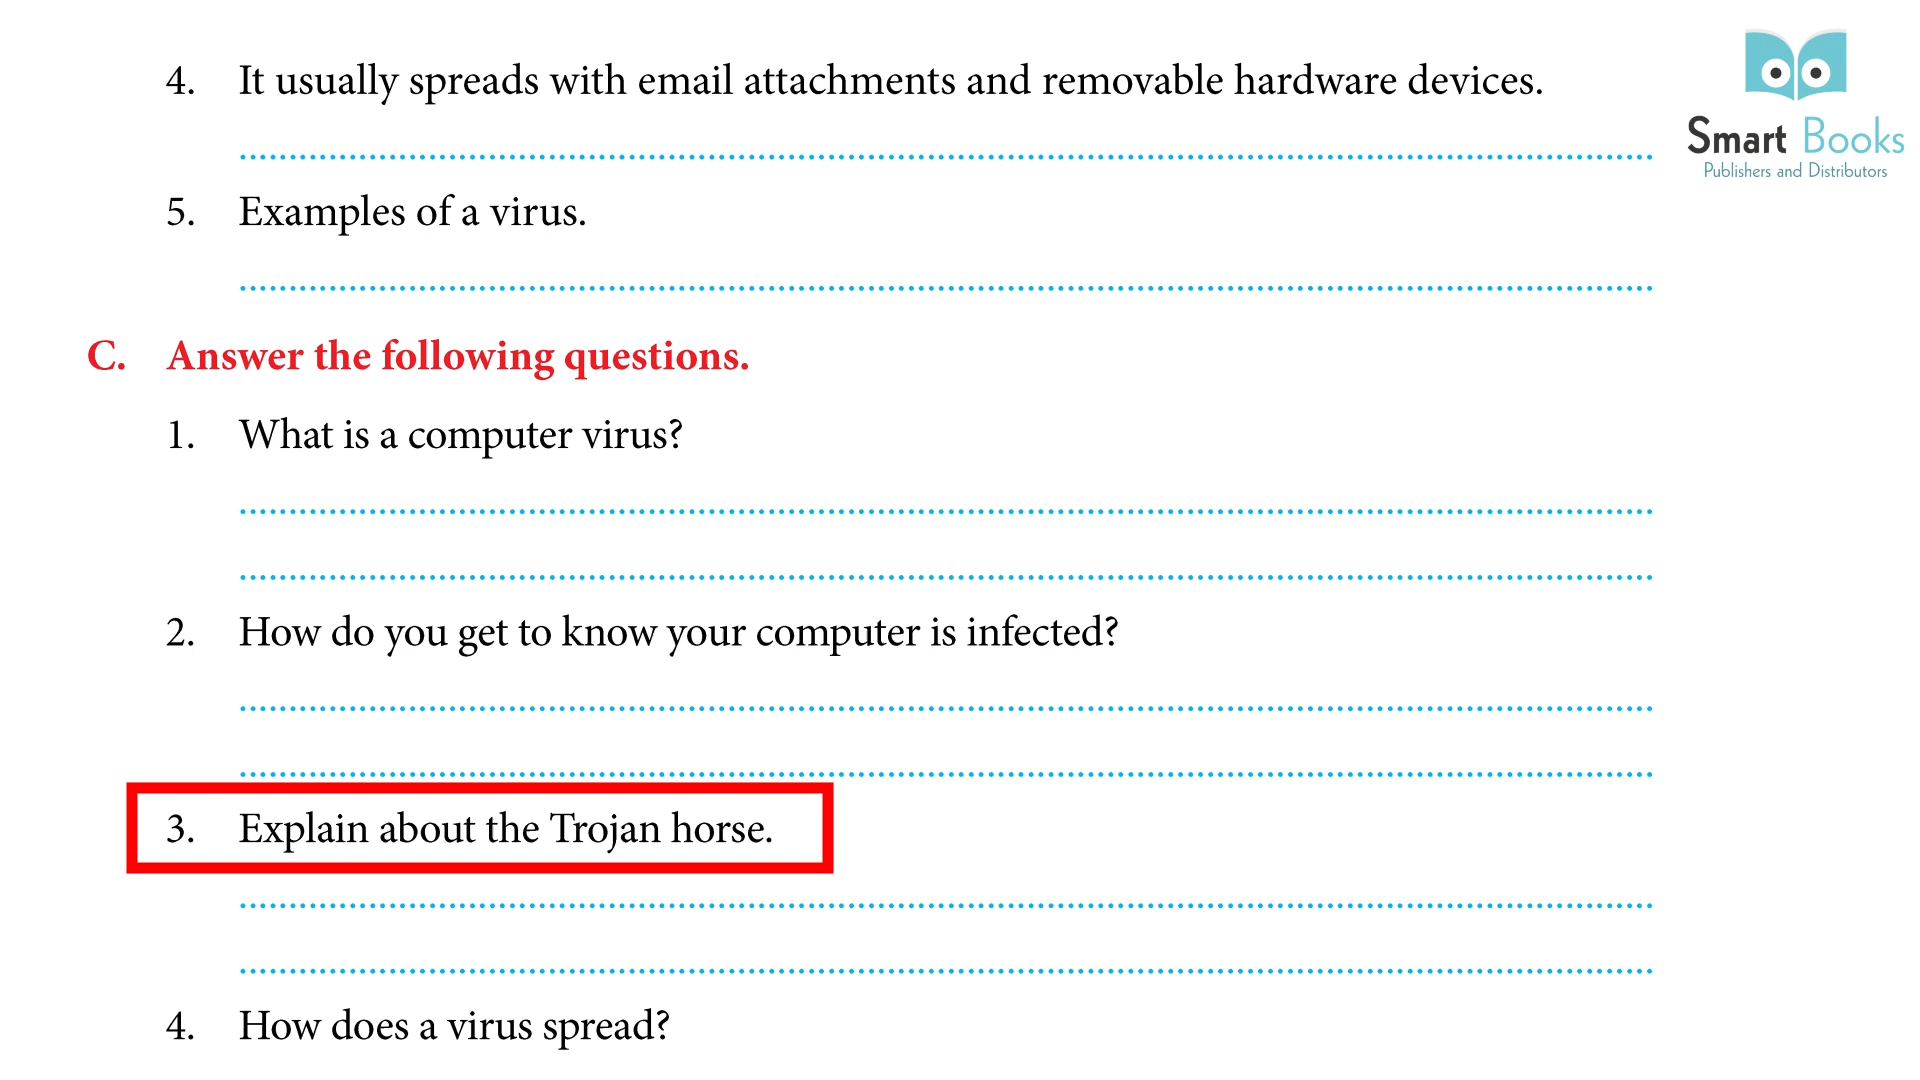 4. It usually spreads with email attachments and removable hardware devices.
Smart Books
Publishers and Distributors
5. Examples of a virus.
C. Answer the following questions.
1. What is a computer virus?
2. How do you get to know your computer is infected?
3. Explain about the Trojan horse.
4. How does a virus spread?